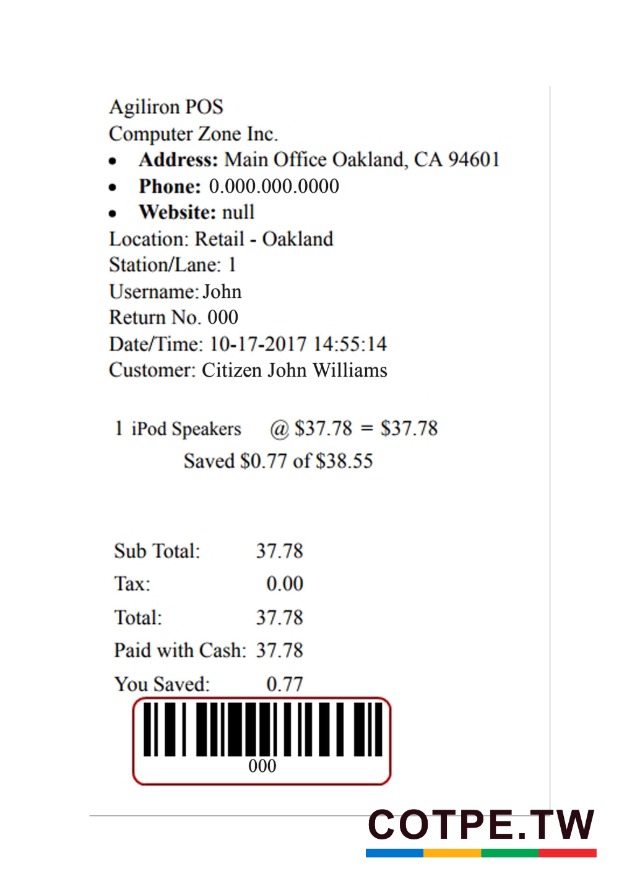 Agiliron POS
Computer Zone Inc.
• Address: Main Office Oakland, CA 94601
• Phone: 0.000.000.0000
• Website: null
Location: Retail - Oakland
Station/Lane: 1
Username: John
Return No. 000
Date/Time: 10-17-2017 14:55:14
Customer: Citizen John Williams
1 iPod Speakers @ $37.78 = $37.78
Saved $0.77 of $38.55
Sub Total: 37.78
Tax: 0.00
Total: 37.78
Paid with Cash: 37.78
You Saved: 0.77
000
COTPE.TW